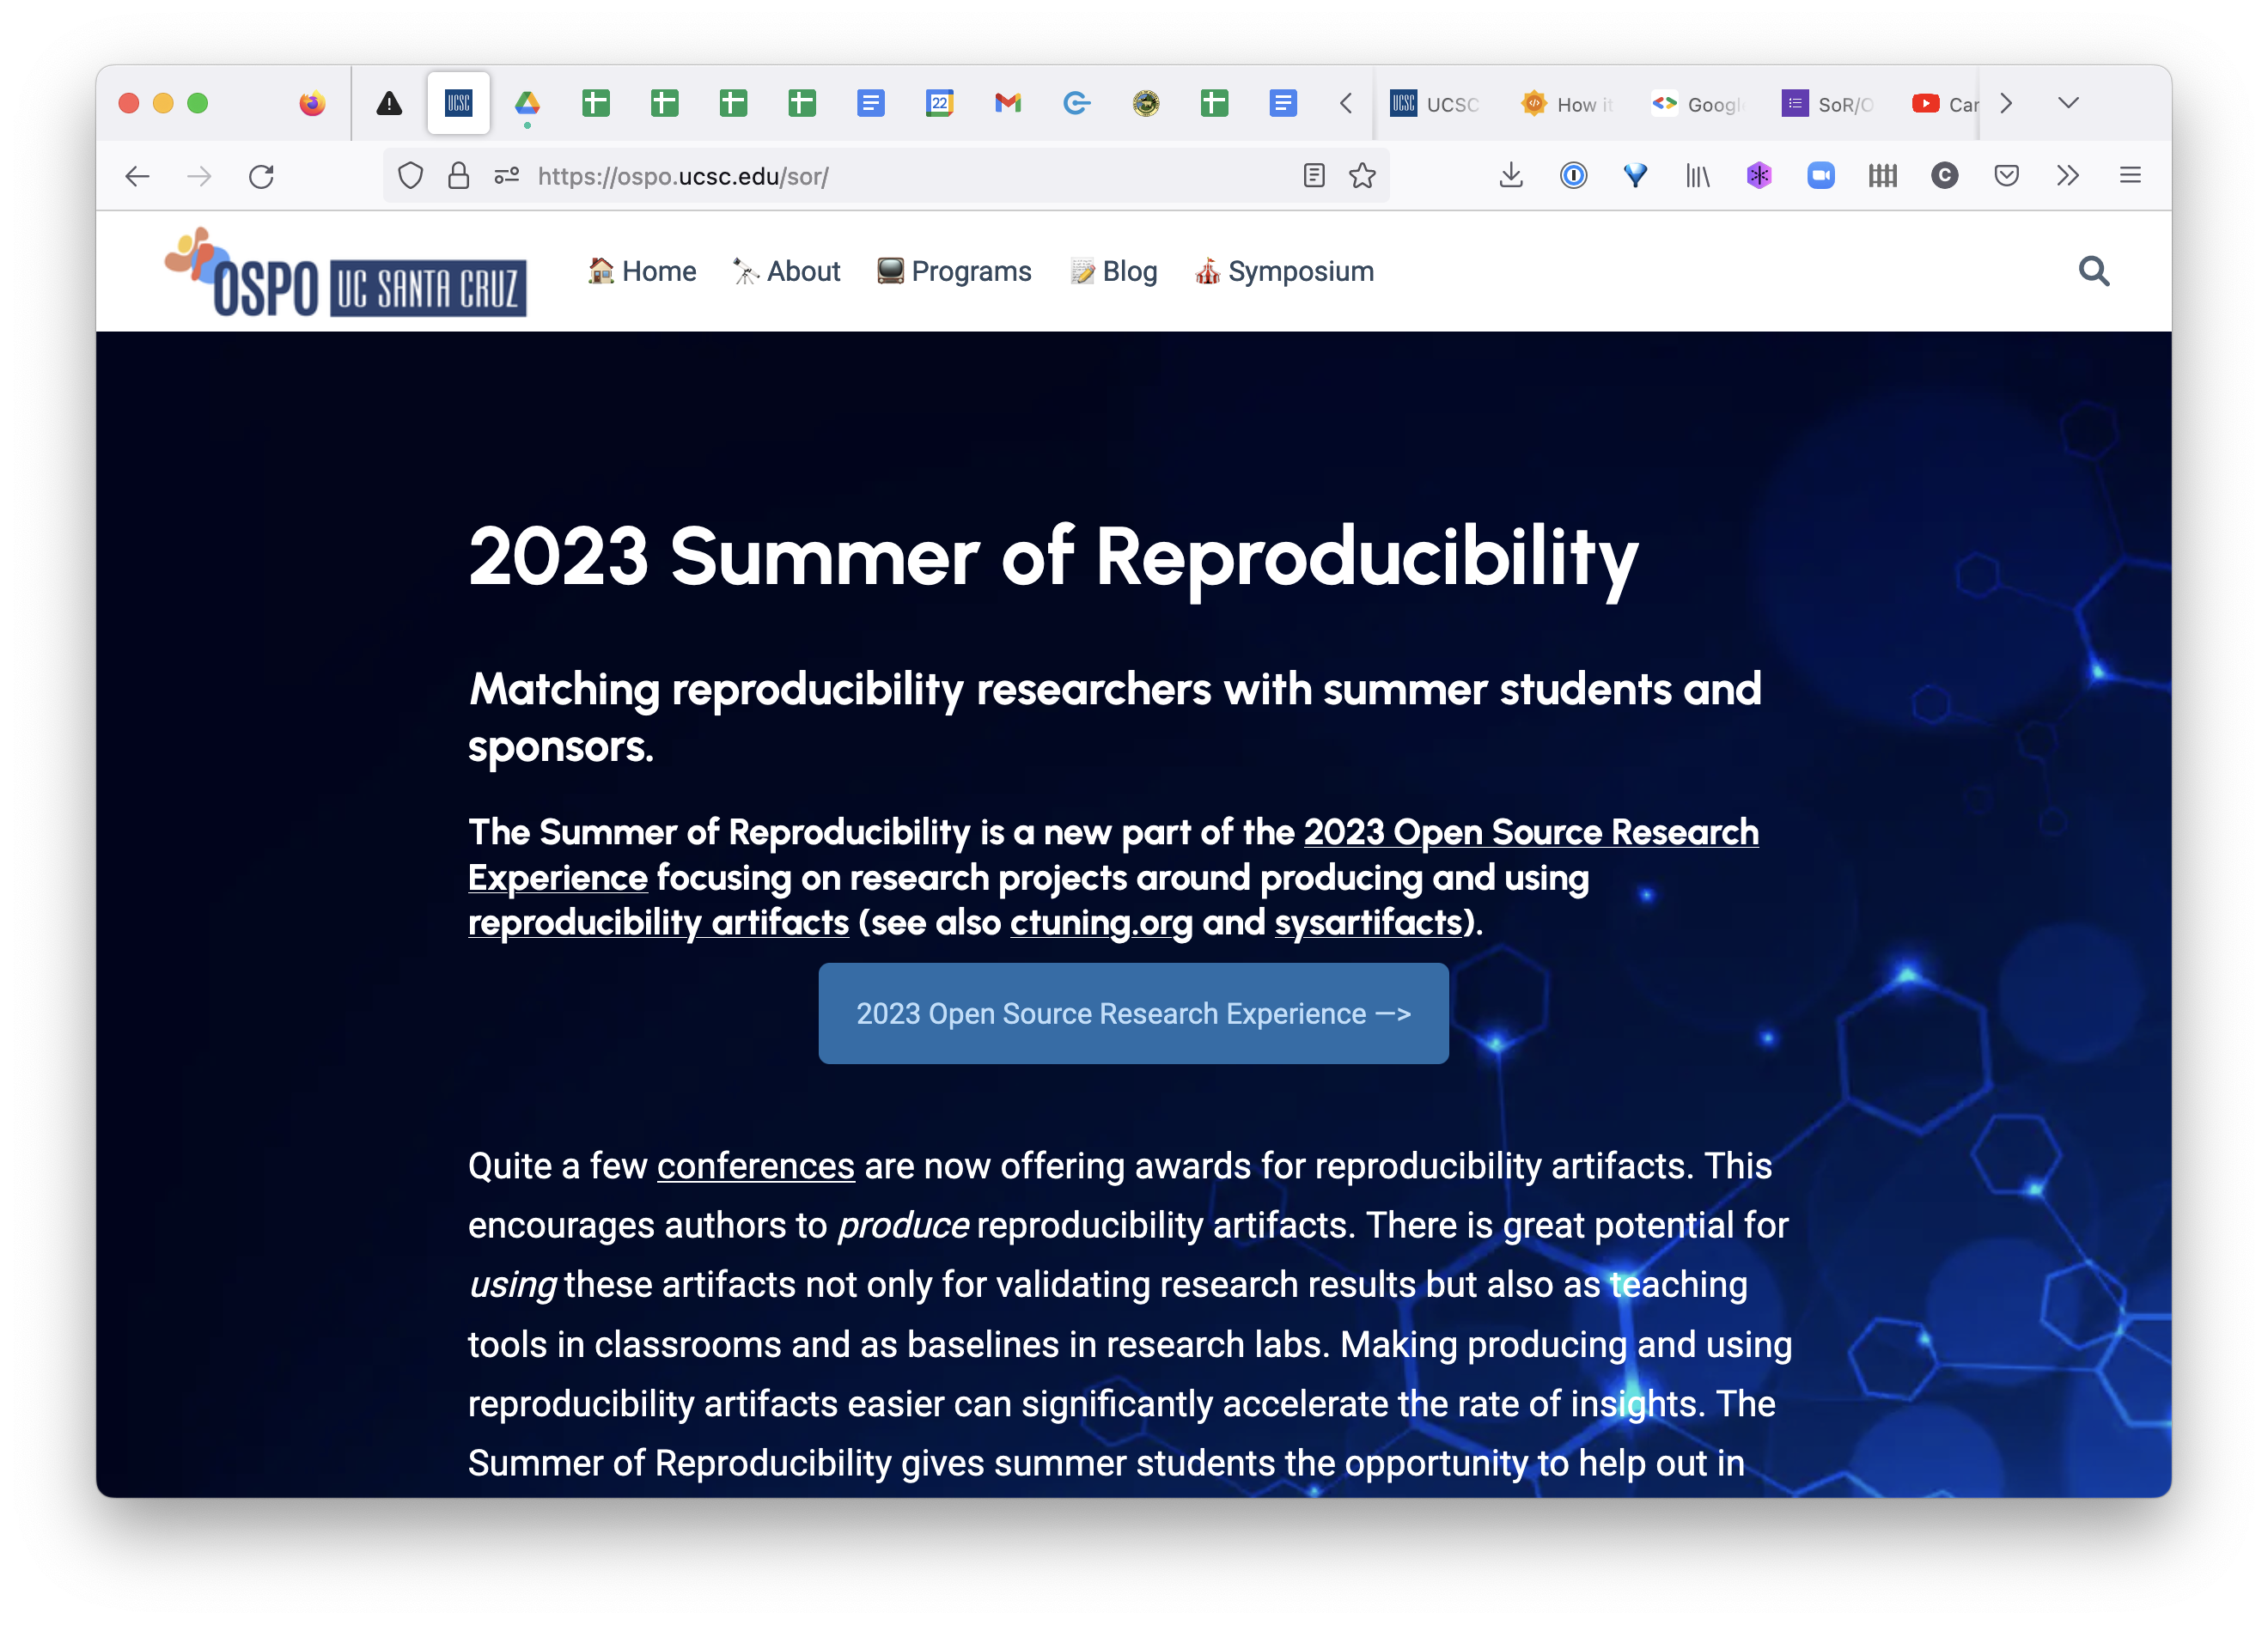 UCSC
22
UCSC
UCSC
How it
Googl
SoR/O
Car
https://ospo.ucsc.edu/sor/
C
OSPO UC SANTA CRUZ
Home
About
Programs
Blog
Symposium
2023 Summer of Reproducibility
Matching reproducibility researchers with summer students and
sponsors.
The Summer of Reproducibility is a new part of the 2023 Open Source Research
Experience focusing on research projects around producing and using
reproducibility artifacts (see also ctuning.org and sysartifacts).
2023 Open Source Research Experience —>
Quite a few conferences are now offering awards for reproducibility artifacts. This
encourages authors to produce reproducibility artifacts. There is great potential for
using these artifacts not only for validating research results but also as teaching
tools in classrooms and as baselines in research labs. Making producing and using
reproducibility artifacts easier can significantly accelerate the rate of insights. The
Summer of Reproducibility gives summer students the opportunity to help out in